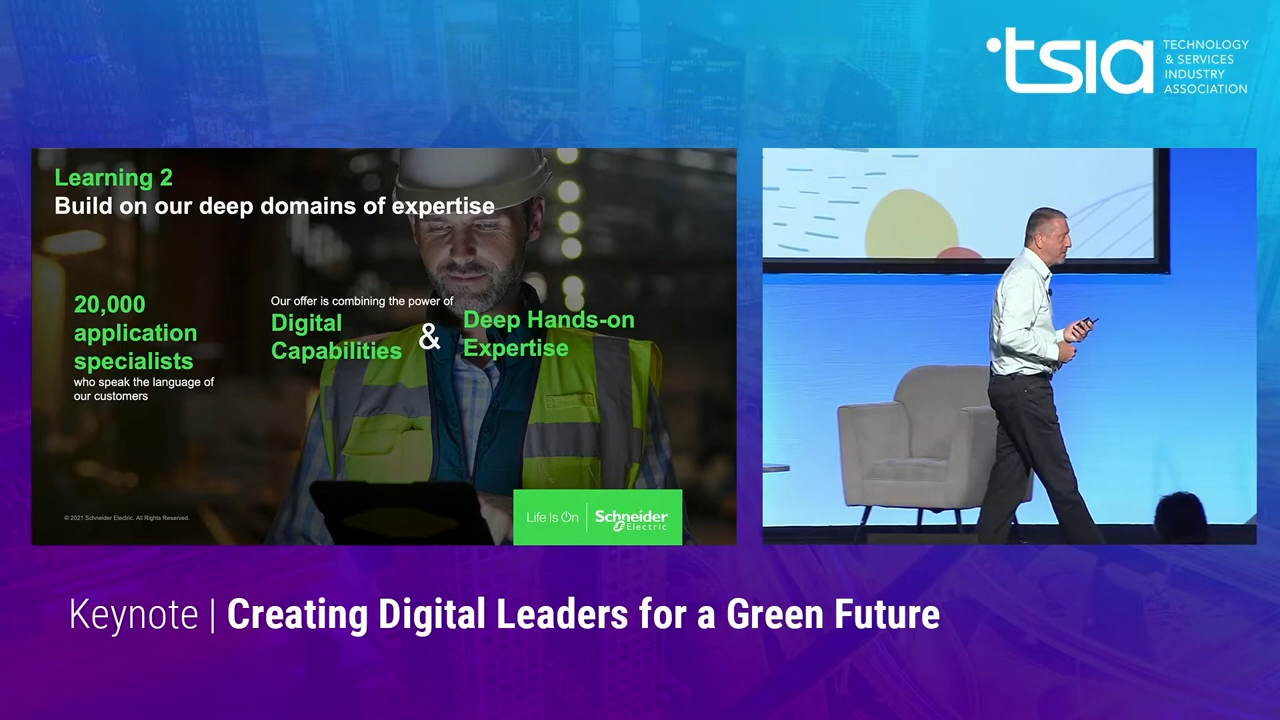 tsia
TECHNOLOGY
& SERVICES
INDUSTRY
ASSOCIATION
Learning 2
Build on our deep domains of expertise
20,000
application
specialists
who speak the language of
our customers
Our offer is combining the power of
Digital
Capabilities
&
Deep Hands-on
Expertise
© 2021 Schneider Electric. All Rights Reserved.
Life Is On
Schneider
Electric
Keynote | Creating Digital Leaders for a Green Future